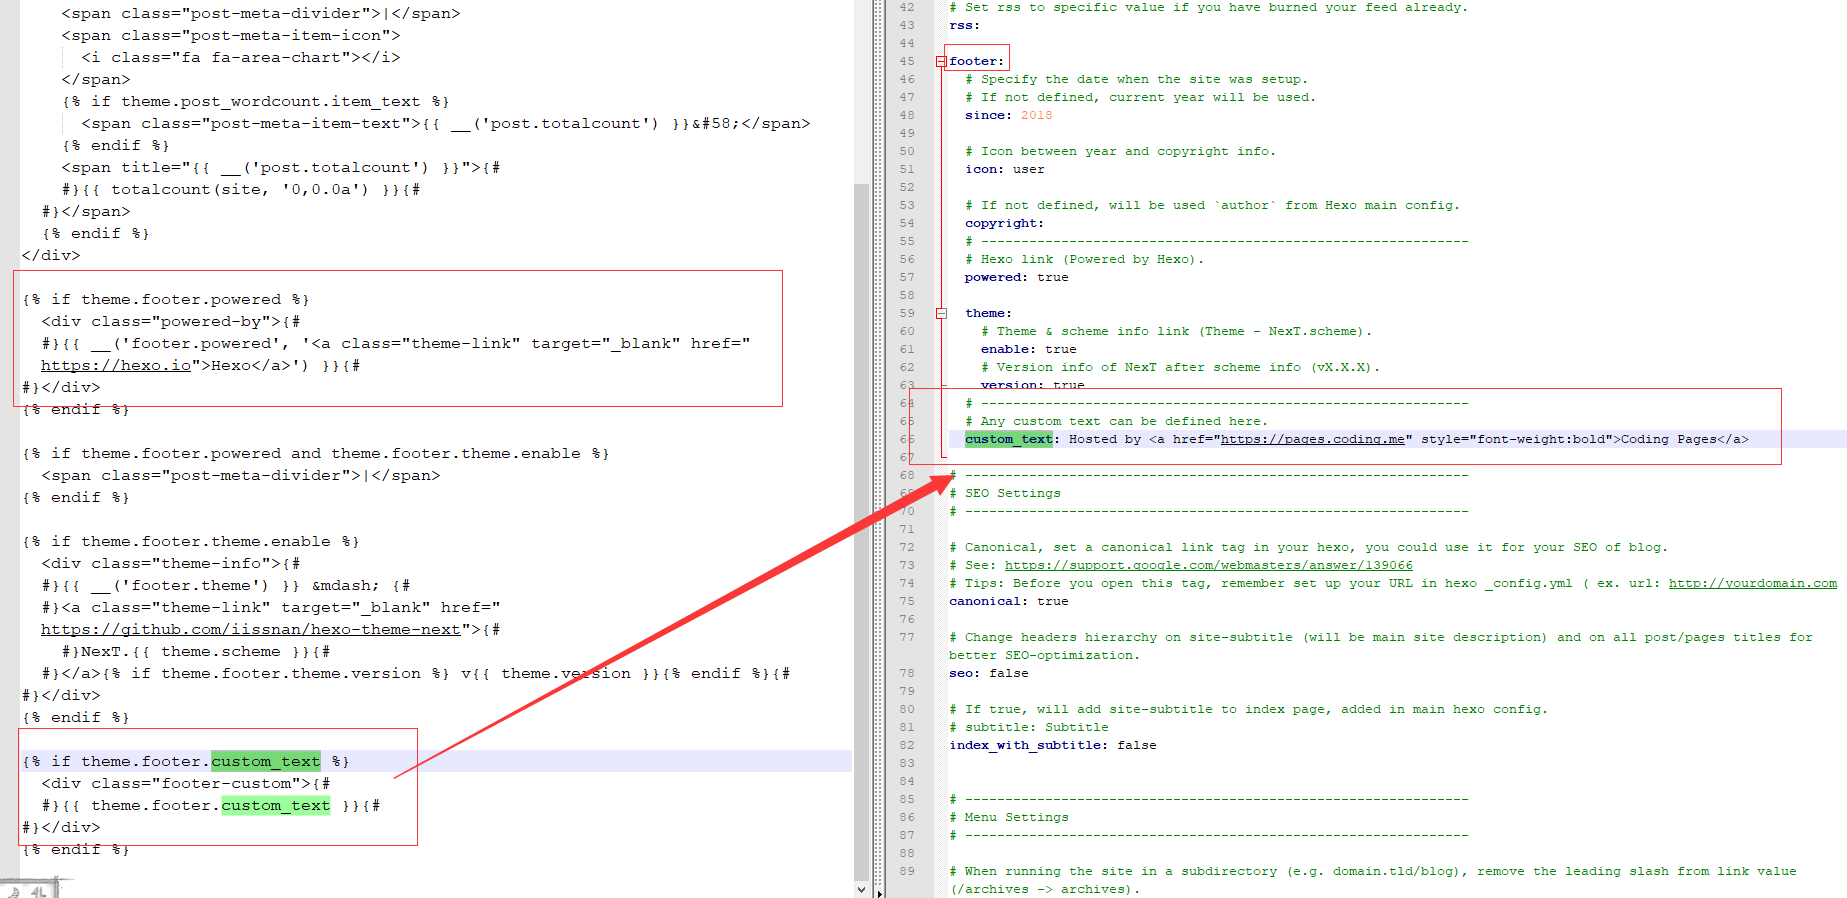 <span class="post-meta-divider">|</span>
<span class="post-meta-item-icon">
<i class="fa fa-area-chart"></i>
</span>
{% if theme.post_wordcount.item_text %}
<span class="post-meta-item-text">{{ __('post.totalcount') }}&#58;</span>
{% endif %}
<span title="{{ __('post.totalcount') }}">{#
#}{{ totalcount(site, '0,0.0a') }}{#
#}</span>
{% endif %}
</div>
{% if theme.footer.powered %}
<div class="powered-by">{#
#}{{ __('footer.powered', '<a class="theme-link" target="_blank" href="
https://hexo.io">Hexo</a>') }}{#
#}</div>
{% endif %}
{% if theme.footer.powered and theme.footer.theme.enable %}
<span class="post-meta-divider">|</span>
{% endif %}
{% if theme.footer.theme.enable %}
<div class="theme-info">{#
#}{{ __('footer.theme') }} &mdash; {#
#}<a class="theme-link" target="_blank" href="
https://github.com/iissnan/hexo-theme-next">{#
#}NexT.{{ theme.scheme }}{#
#}</a>{% if theme.footer.theme.version %} v{{ theme.version }}{% endif %}{#
#}</div>
{% endif %}
{% if theme.footer.custom_text %}
<div class="footer-custom">{#
#}{{ theme.footer.custom_text }}{#
#}</div>
{% endif %}
42 # Set rss to specific value if you have burned your feed already.
43 rss:
44
45 footer:
46 # Specify the date when the site was setup.
47 # If not defined, current year will be used.
48 since: 2018
49
50 # Icon between year and copyright info.
51 icon: user
52
53 # If not defined, will be used `author` from Hexo main config.
54 copyright:
55 # -------------------------------------------------------------
56 # Hexo link (Powered by Hexo).
57 powered: true
58
59 theme:
60 # Theme & scheme info link (Theme - NexT.scheme).
61 enable: true
62 # Version info of NexT after scheme info (vX.X.X).
63 version: true
64 # -------------------------------------------------------------
65 # Any custom text can be defined here.
66 custom_text: Hosted by <a href="https://pages.coding.me" style="font-weight:bold">Coding Pages</a>
67
68 # ---------------------------------------------------------------
69 # SEO Settings
70 # ---------------------------------------------------------------
71
72 # Canonical, set a canonical link tag in your hexo, you could use it for your SEO of blog.
73 # See: https://support.google.com/webmasters/answer/139066
74 # Tips: Before you open this tag, remember set up your URL in hexo _config.yml ( ex. url: http://yourdomain.com
75 canonical: true
76
77 # Change headers hierarchy on site-subtitle (will be main site description) and on all post/pages titles for
better SEO-optimization.
78 seo: false
79
80 # If true, will add site-subtitle to index page, added in main hexo config.
81 # subtitle: Subtitle
82 index_with_subtitle: false
83
84
85 # ---------------------------------------------------------------
86 # Menu Settings
87 # ---------------------------------------------------------------
88
89 # When running the site in a subdirectory (e.g. domain.tld/blog), remove the leading slash from link value
(/archives -> archives).